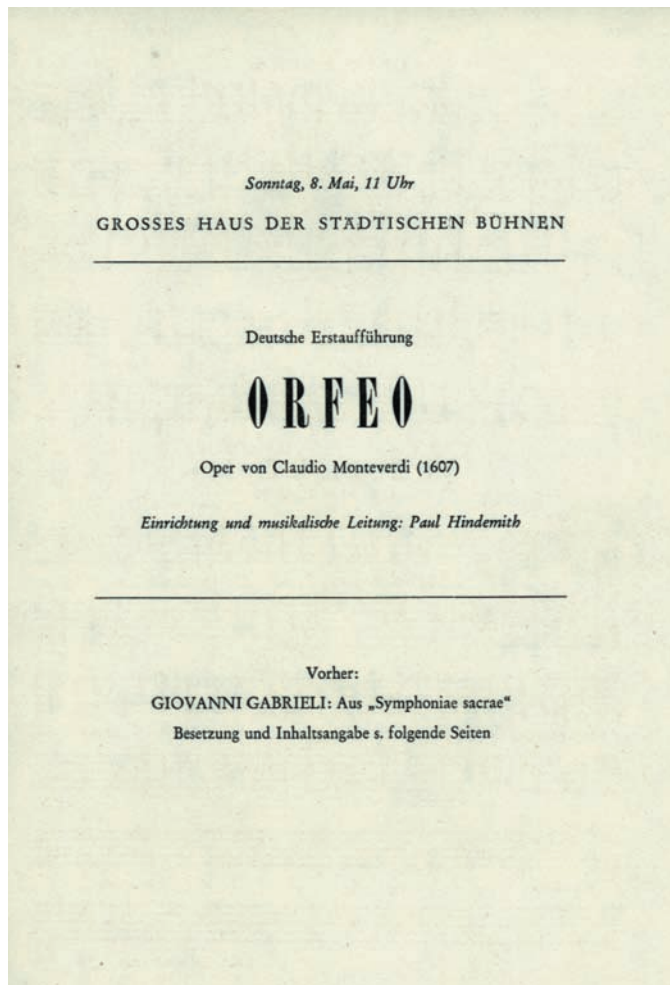 Sonntag, 8. Mai, 11 Uhr
GROSSES HAUS DER STÄDTISCHEN BÜHNEN
Deutsche Erstaufführung
ORFEO
Oper von Claudio Monteverdi (1607)
Einrichtung und musikalische Leitung: Paul Hindemith
Vorher:
GIOVANNI GABRIELI: Aus „Symphoniae sacrae“
Besetzung und Inhaltsangabe s. folgende Seiten